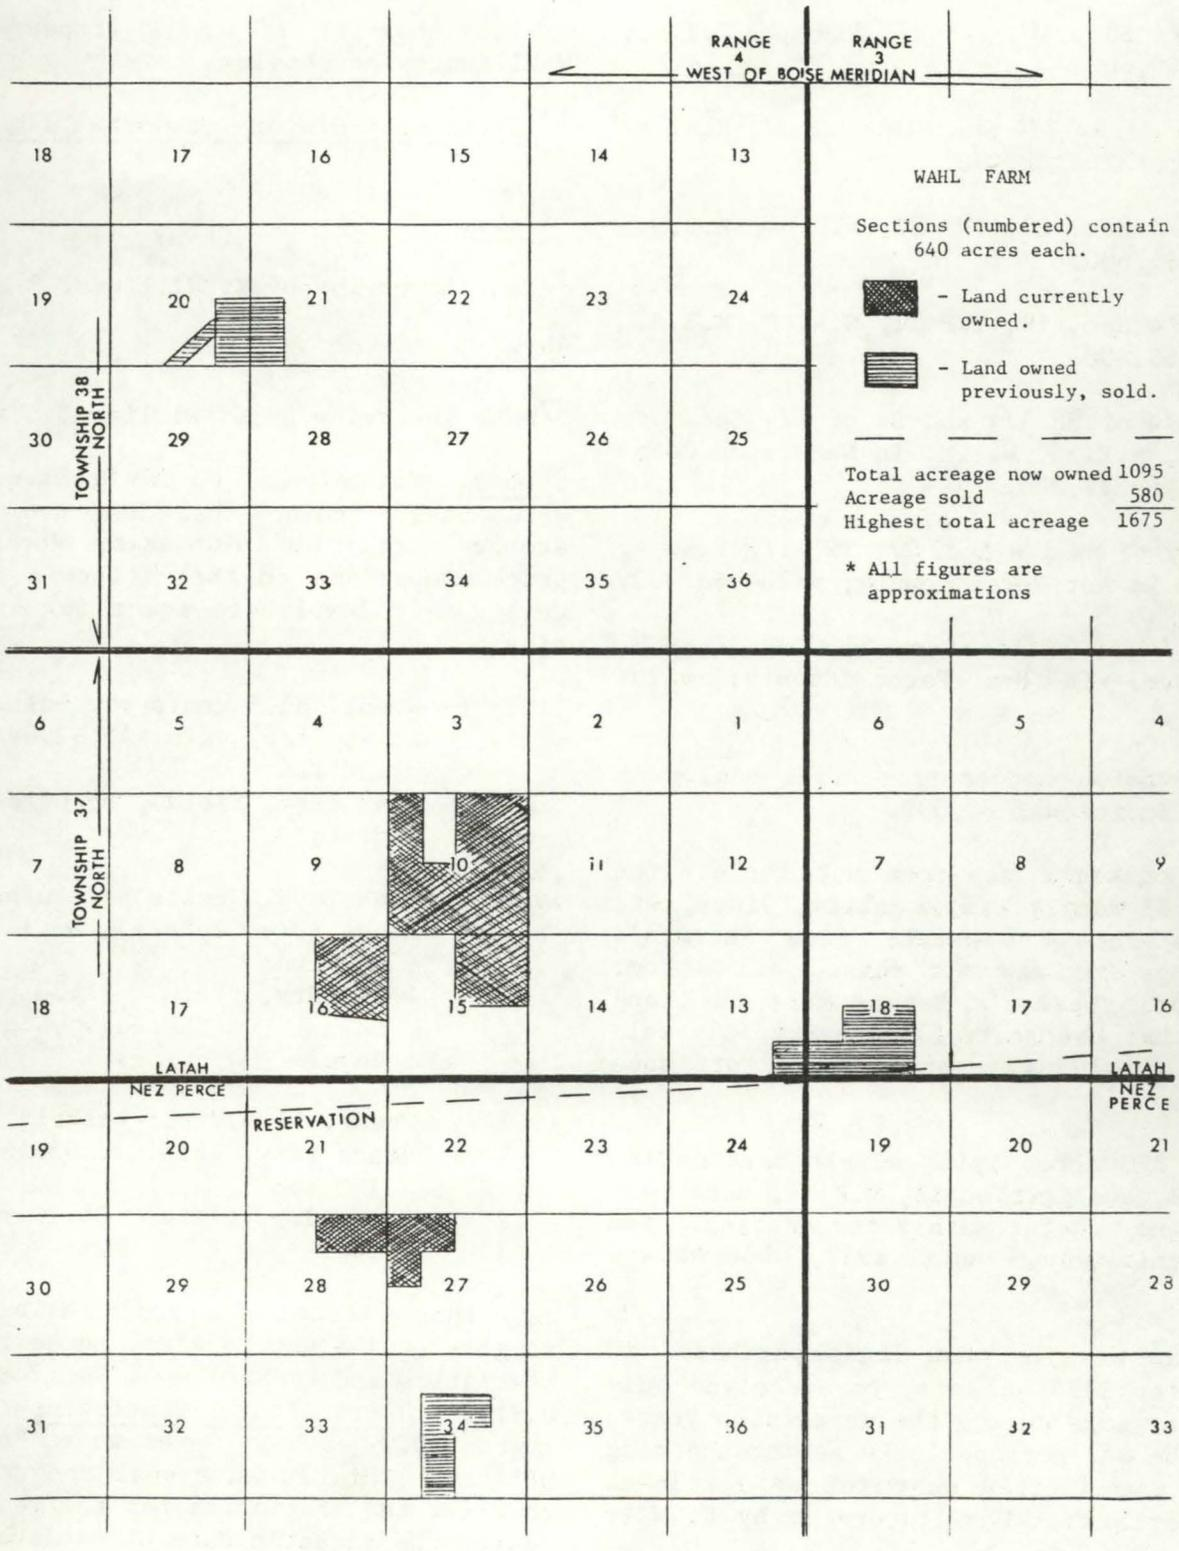 RANGE 4 RANGE 3
WEST OF BOISE MERIDIAN
18 17 16 15 14 13
WAHL FARM
Sections (numbered) contain
640 acres each.
19 20 21 22 23 24
- Land currently
owned.
- Land owned
previously, sold.
TOWNSHIP 38
NORTH
30 29 28 27 26 25
Total acreage now owned 1095
Acreage sold 580
Highest total acreage 1675
* All figures are
approximations
31 32 33 34 35 36
6 5 4 3 2 1 6 5 4
TOWNSHIP 37
NORTH
7 8 9 10 11 12 7 8 9
18 17 16 15 14 13 18 17 16
LATAH LATAH
NEZ PERCE NEZ
PERCE
RESERVATION
19 20 21 22 23 24 19 20 21
30 29 28 27 26 25 30 29 28
31 32 33 34 35 36 31 32 33